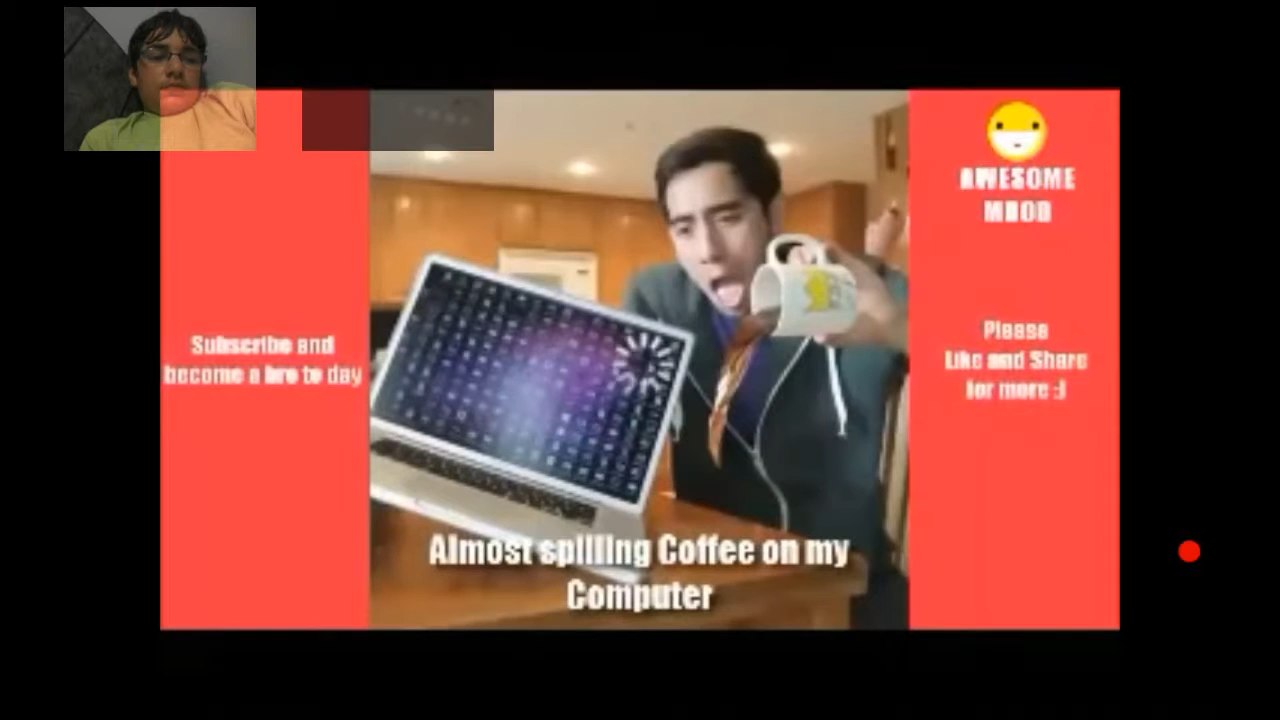 AWESOME
MOOD
Subscribe and
become a bro to day
Please
Like and Share
for more :)
Almost spilling Coffee on my
Computer